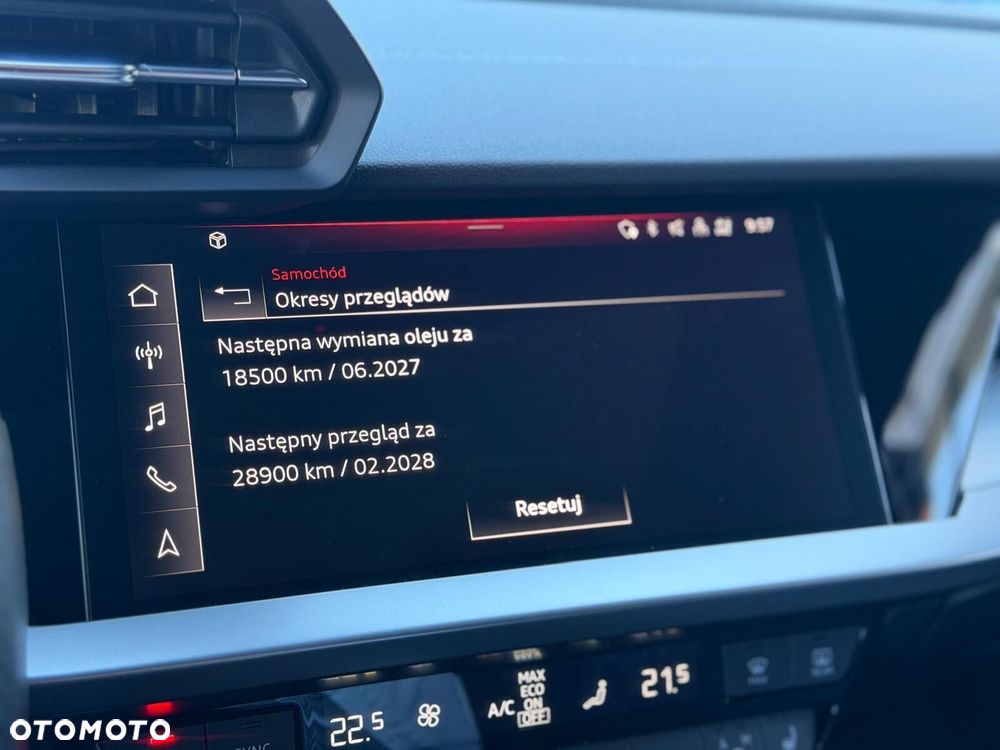 9:57
Samochód
Okresy przeglądów
Następna wymiana oleju za
18500 km / 06.2027
Następny przegląd za
28900 km / 02.2028
Resetuj
MAX
ECO
A/C ON
OFF
22.5
21.5
SYNC
OTOMOTO